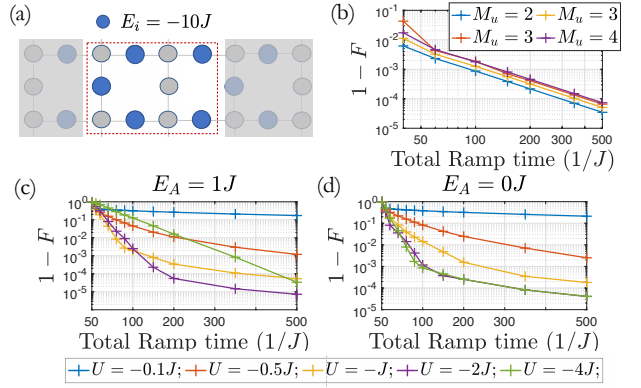 (a)
E_i = −10J
(b)
10^-1
10^-2
10^-3
10^-4
10^-5
1 − F
M_u = 2
M_u = 3
M_u = 3
M_u = 4
40
100
200
350
500
Total Ramp time (1/J)
(c)
E_A = 1J
10^0
10^-1
10^-2
10^-3
10^-4
10^-5
1 − F
50
100
200
350
500
Total Ramp time (1/J)
(d)
E_A = 0J
10^0
10^-1
10^-2
10^-3
10^-4
10^-5
1 − F
50
100
200
350
500
Total Ramp time (1/J)
U = −0.1J; U = −0.5J; U = −J; U = −2J; U = −4J;